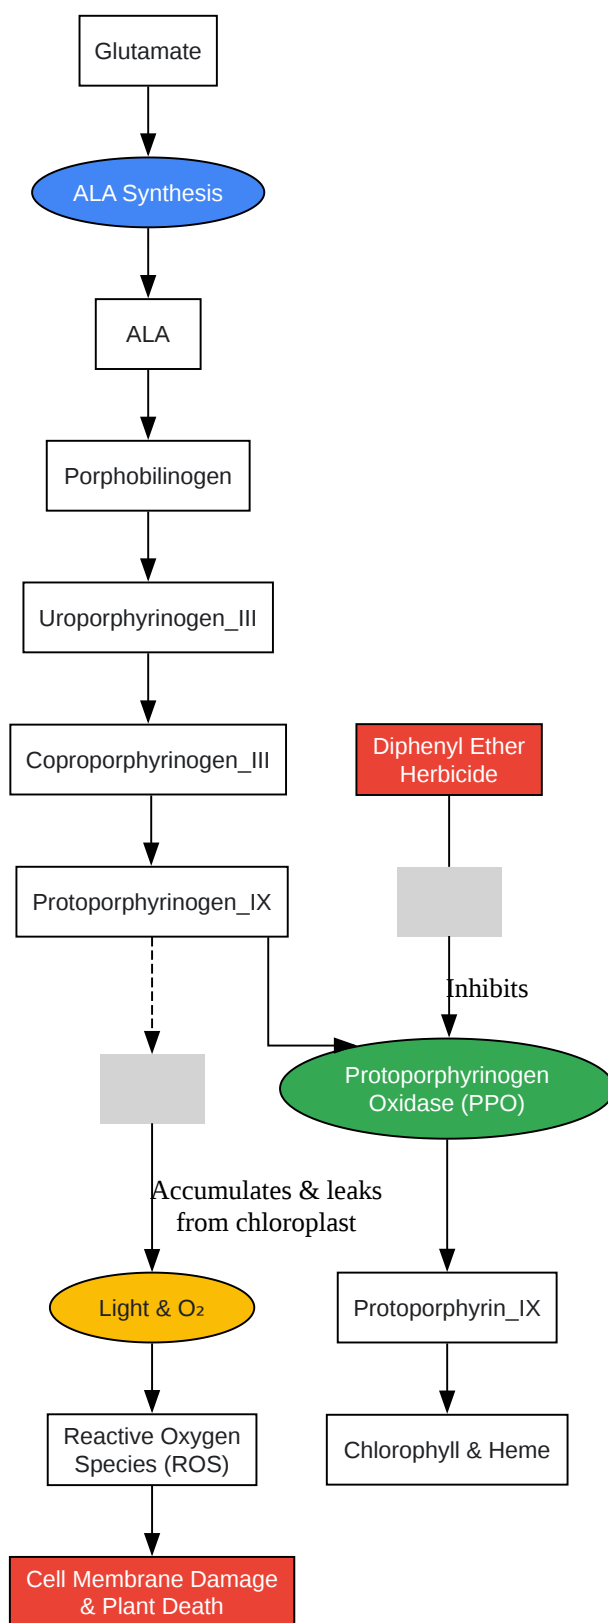 Glutamate
ALA Synthesis
ALA
Porphobilinogen
Uroporphyrinogen_III
Coproporphyrinogen_III
Diphenyl Ether
Herbicide
Protoporphyrinogen_IX
Inhibits
Protoporphyrinogen
Oxidase (PPO)
Accumulates & leaks
from chloroplast
Light & O₂
Protoporphyrin_IX
Reactive Oxygen
Species (ROS)
Chlorophyll & Heme
Cell Membrane Damage
& Plant Death